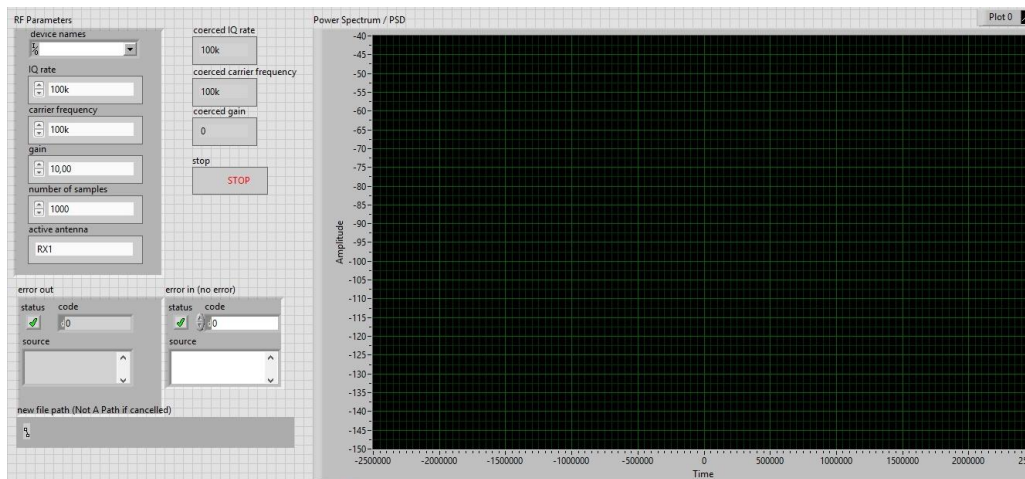 RF Parameters
device names
IQ rate
100k
carrier frequency
100k
gain
10,00
number of samples
1000
active antenna
RX1
coerced IQ rate
100k
coerced carrier frequency
100k
coerced gain
0
stop
STOP
error out
status code
0
source
error in (no error)
status code
0
source
new file path (Not A Path if cancelled)
Power Spectrum / PSD
Plot 0
Amplitude
-40
-45
-50
-55
-60
-65
-70
-75
-80
-85
-90
-95
-100
-105
-110
-115
-120
-125
-130
-135
-140
-145
-150
-2500000 -2000000 -1500000 -1000000 -500000 0 500000 1000000 1500000 2000000
Time